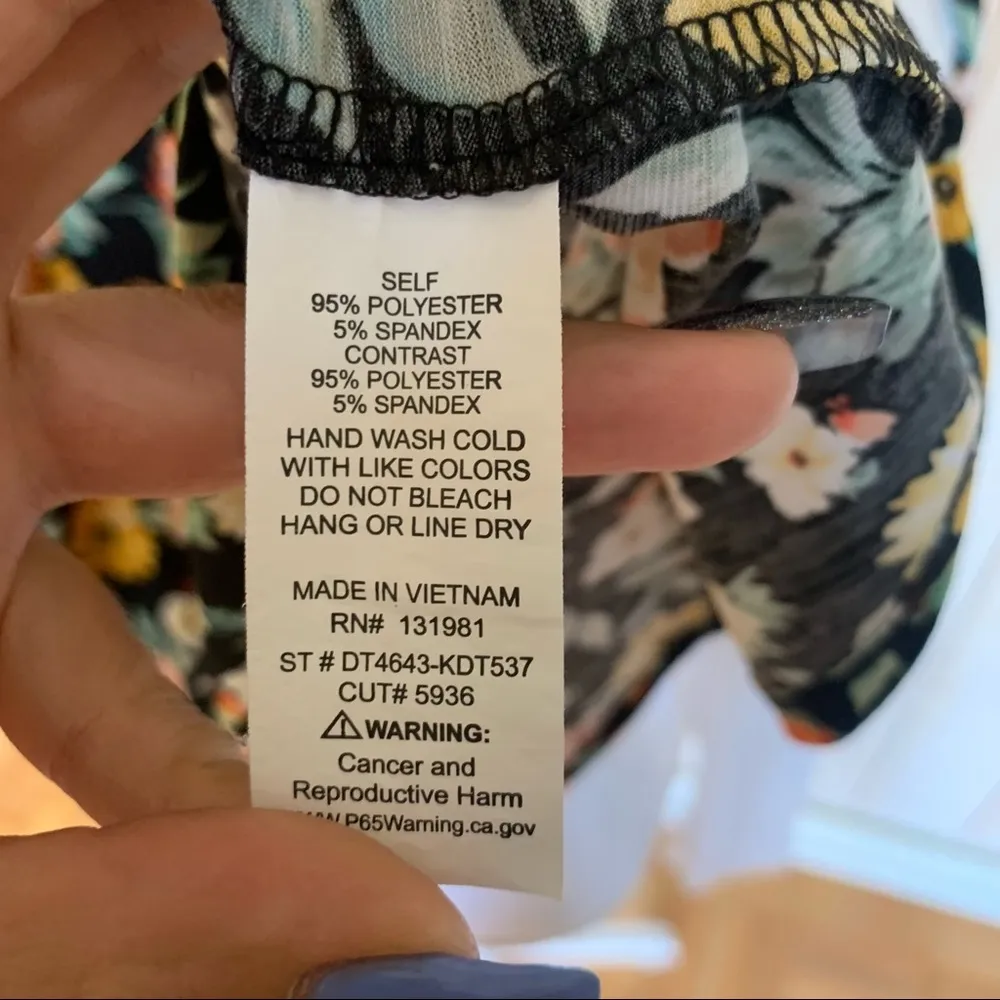 SELF
95% POLYESTER
5% SPANDEX
CONTRAST
95% POLYESTER
5% SPANDEX
HAND WASH COLD
WITH LIKE COLORS
DO NOT BLEACH
HANG OR LINE DRY
MADE IN VIETNAM
RN# 131981
ST # DT4643-KDT537
CUT# 5936
⚠WARNING:
Cancer and
Reproductive Harm
P65Warning.ca.gov